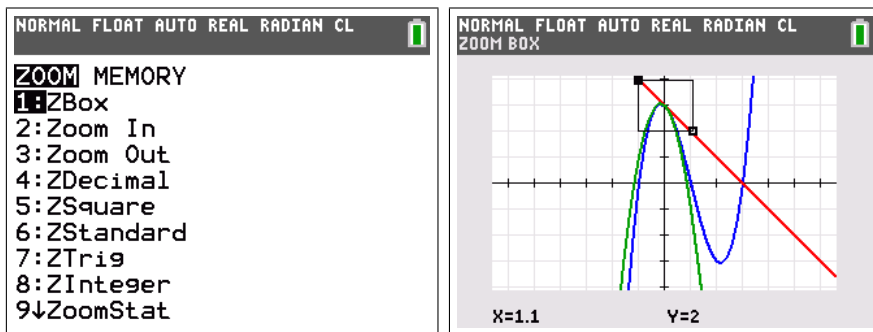 NORMAL FLOAT AUTO REAL RADIAN CL
ZOOM MEMORY
1:ZBox
2:Zoom In
3:Zoom Out
4:ZDecimal
5:ZSquare
6:ZStandard
7:ZTrig
8:ZInteger
9↓ZoomStat
NORMAL FLOAT AUTO REAL RADIAN CL
ZOOM BOX
X=1.1 Y=2